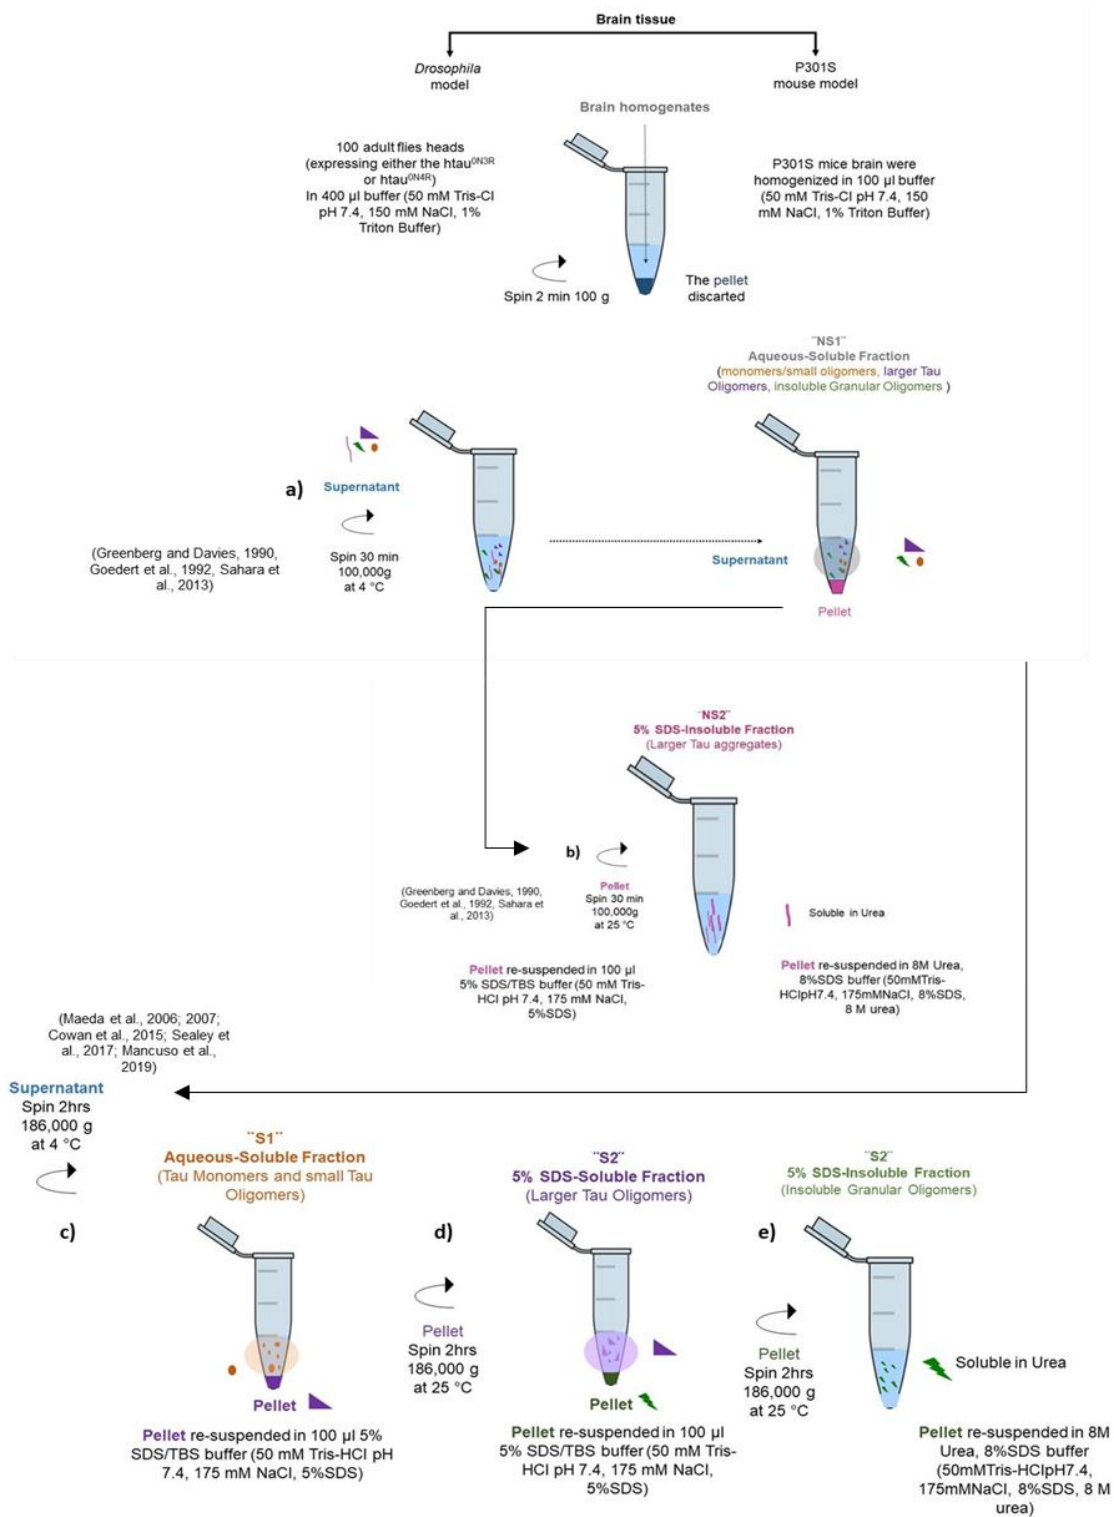 Brain tissue
Drosophila
model
P301S
mouse model
Brain homogenates
100 adult flies heads
(expressing either the htau0N3R
or htau0N4R)
In 400 µl buffer (50 mM Tris-Cl
pH 7.4, 150 mM NaCl, 1%
Triton Buffer)
P301S mice brain were
homogenized in 100 µl buffer
(50 mM Tris-Cl pH 7.4, 150
mM NaCl, 1% Triton Buffer)
Spin 2 min 100 g
The pellet
discarted
¨NS1¨
Aqueous-Soluble Fraction
(monomers/small oligomers, larger Tau
Oligomers, insoluble Granular Oligomers )
a)
Supernatant
(Greenberg and Davies, 1990,
Goedert et al., 1992, Sahara et
al., 2013)
Spin 30 min
100,000g
at 4 °C
Supernatant
Pellet
¨NS2¨
5% SDS-Insoluble Fraction
(Larger Tau aggregates)
b)
(Greenberg and Davies, 1990,
Goedert et al., 1992, Sahara et
al., 2013)
Pellet
Spin 30 min
100,000g
at 25 °C
Soluble in Urea
Pellet re-suspended in 100 µl
5% SDS/TBS buffer (50 mM Tris-
HCl pH 7.4, 175 mM NaCl,
5%SDS)
Pellet re-suspended in 8M Urea,
8%SDS buffer (50mMTris-
HClpH7.4, 175mMNaCl, 8%SDS,
8 M urea)
(Maeda et al., 2006; 2007;
Cowan et al., 2015; Sealey et
al., 2017; Mancuso et al.,
2019)
Supernatant
Spin 2hrs
186,000 g
at 4 °C
¨S1¨
Aqueous-Soluble Fraction
(Tau Monomers and small Tau
Oligomers)
c)
Pellet
Pellet re-suspended in 100 µl 5%
SDS/TBS buffer (50 mM Tris-HCl pH
7.4, 175 mM NaCl, 5%SDS)
¨S2¨
5% SDS-Soluble Fraction
(Larger Tau Oligomers)
d)
Pellet
Spin 2hrs
186,000 g
at 25 °C
Pellet
Pellet re-suspended in 100 µl
5% SDS/TBS buffer (50 mM Tris-
HCl pH 7.4, 175 mM NaCl,
5%SDS)
¨S2¨
5% SDS-Insoluble Fraction
(Insoluble Granular Oligomers)
e)
Pellet
Spin 2hrs
186,000 g
at 25 °C
Soluble in Urea
Pellet re-suspended in 8M
Urea, 8%SDS buffer
(50mMTris-HClpH7.4,
175mMNaCl, 8%SDS, 8 M
urea)